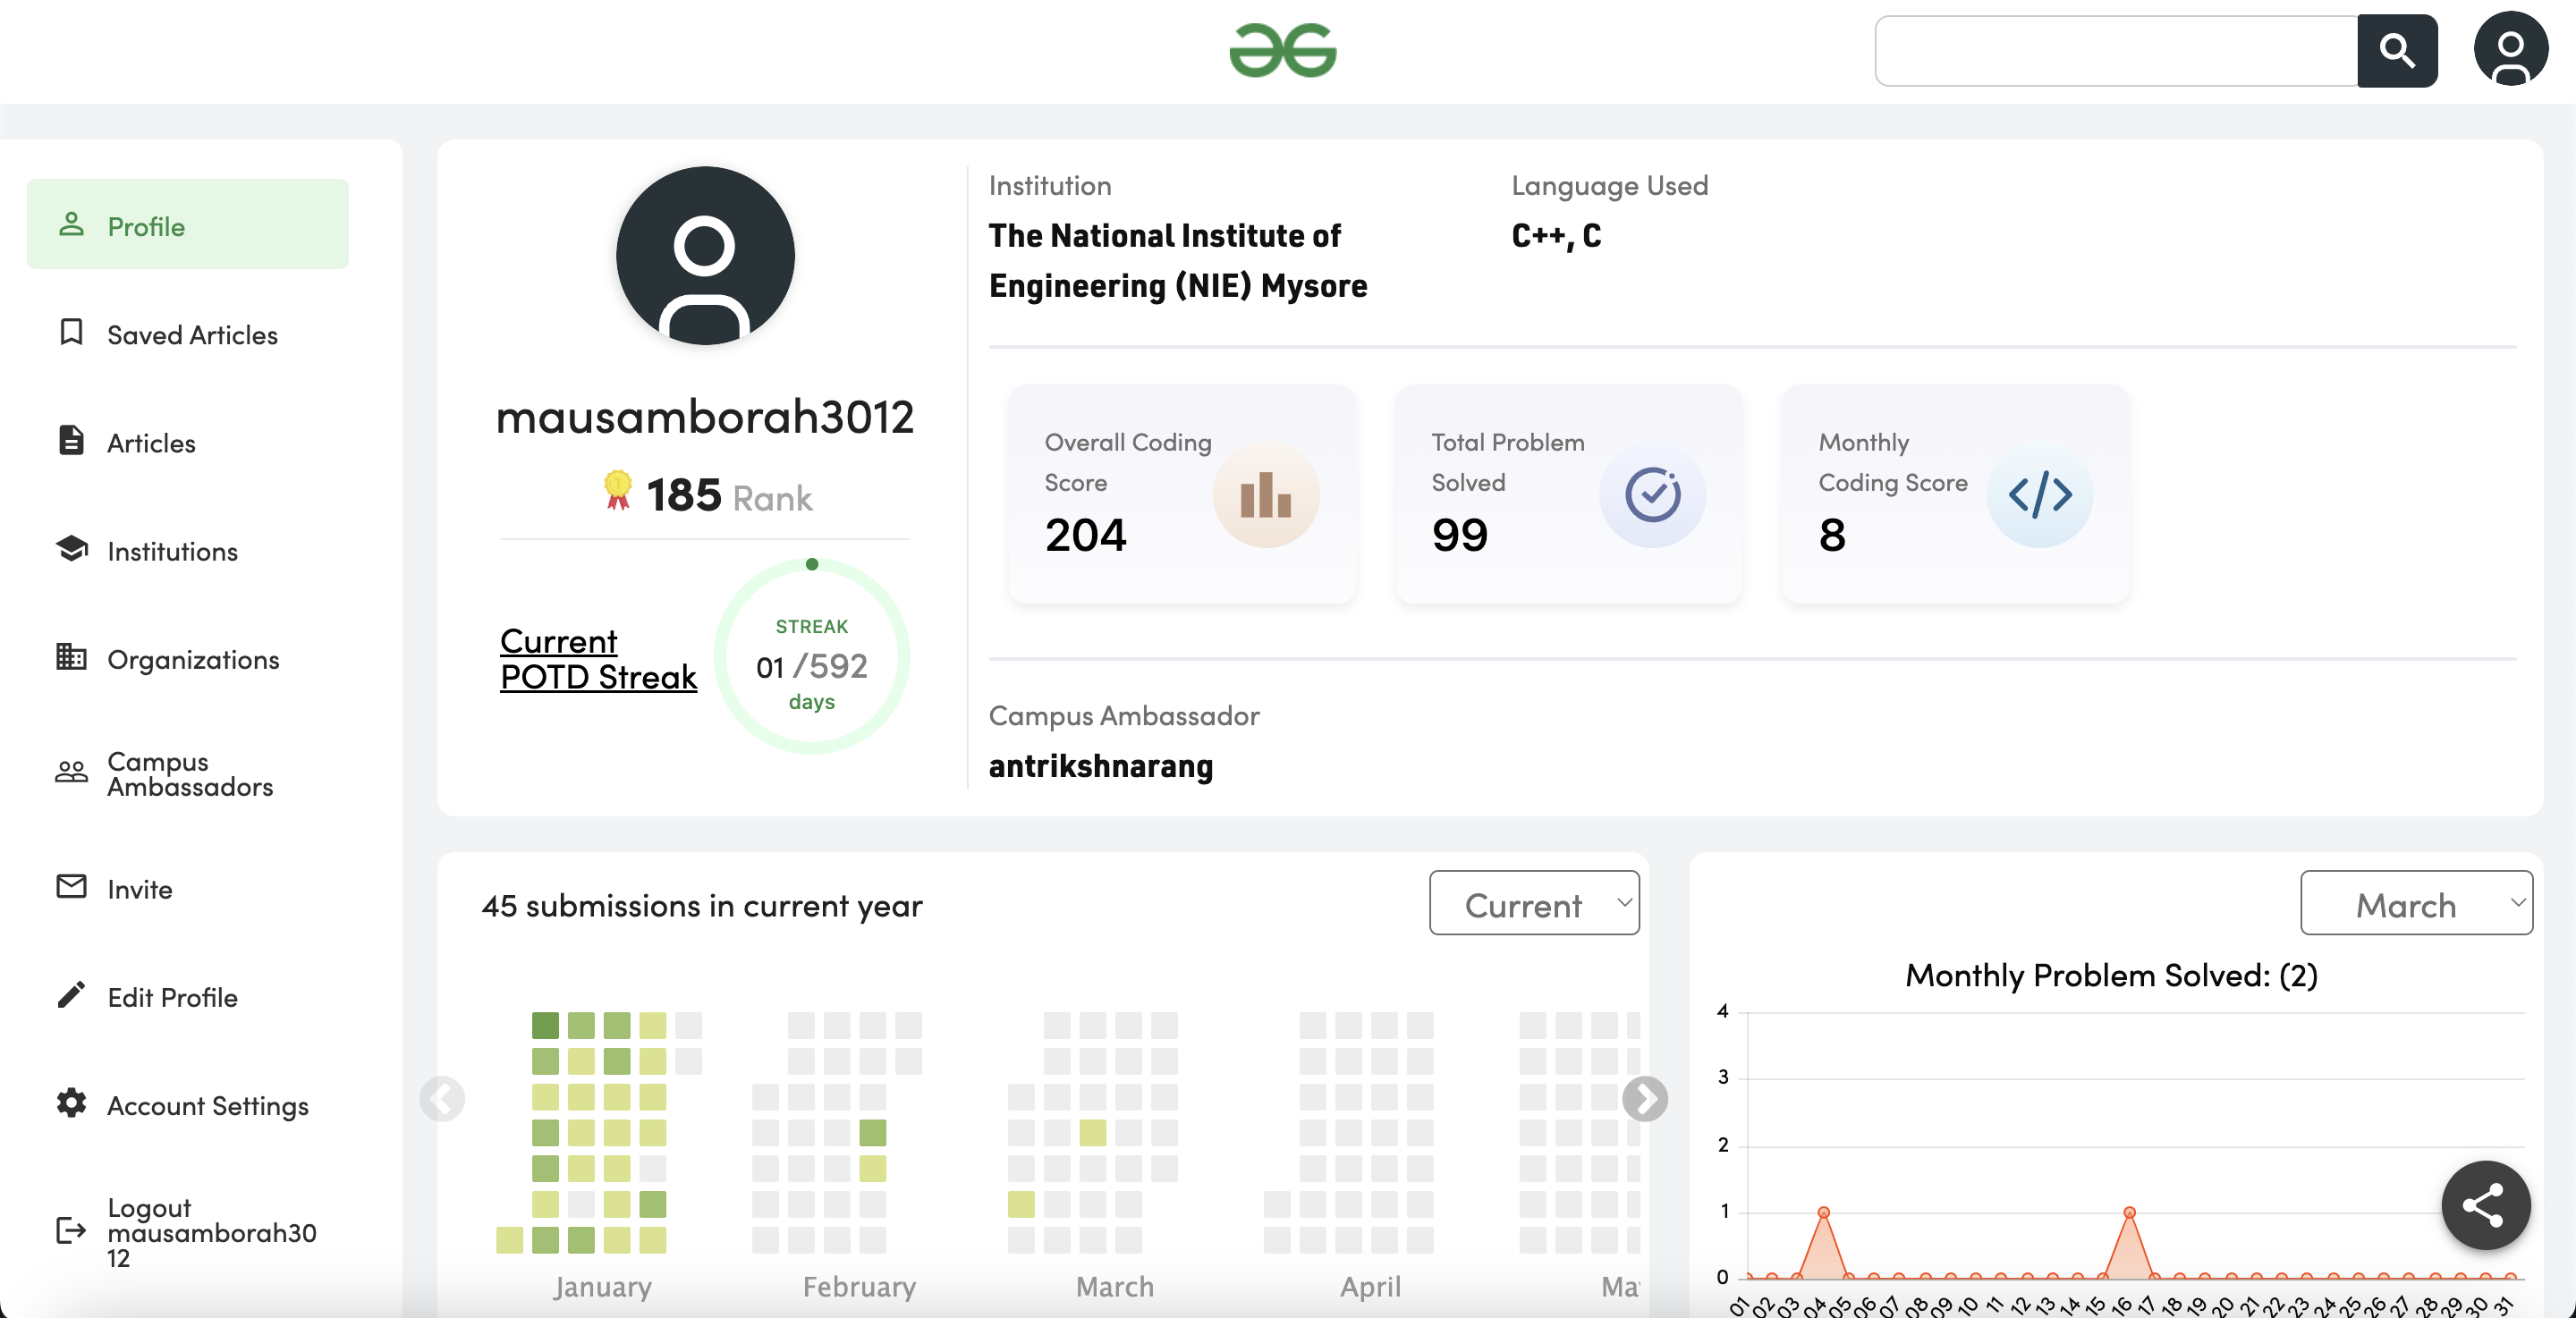 Profile
Saved Articles
Articles
Institutions
Organizations
Campus
Ambassadors
Invite
Edit Profile
Account Settings
Logout
mausamborah30
12
mausamborah3012
185 Rank
Current
POTD Streak
STREAK
01 /592
days
Institution
The National Institute of
Engineering (NIE) Mysore
Language Used
C++, C
Overall Coding
Score
204
Total Problem
Solved
99
Monthly
Coding Score
8
Campus Ambassador
antrikshnarang
45 submissions in current year
Current
January
February
March
April
March
Monthly Problem Solved: (2)
4
3
2
1
0
01 02 03 04 05 06 07 08 09 10 11 12 13 14 15 16 17 18 19 20 21 22 23 24 25 26 27 28 29 30 31